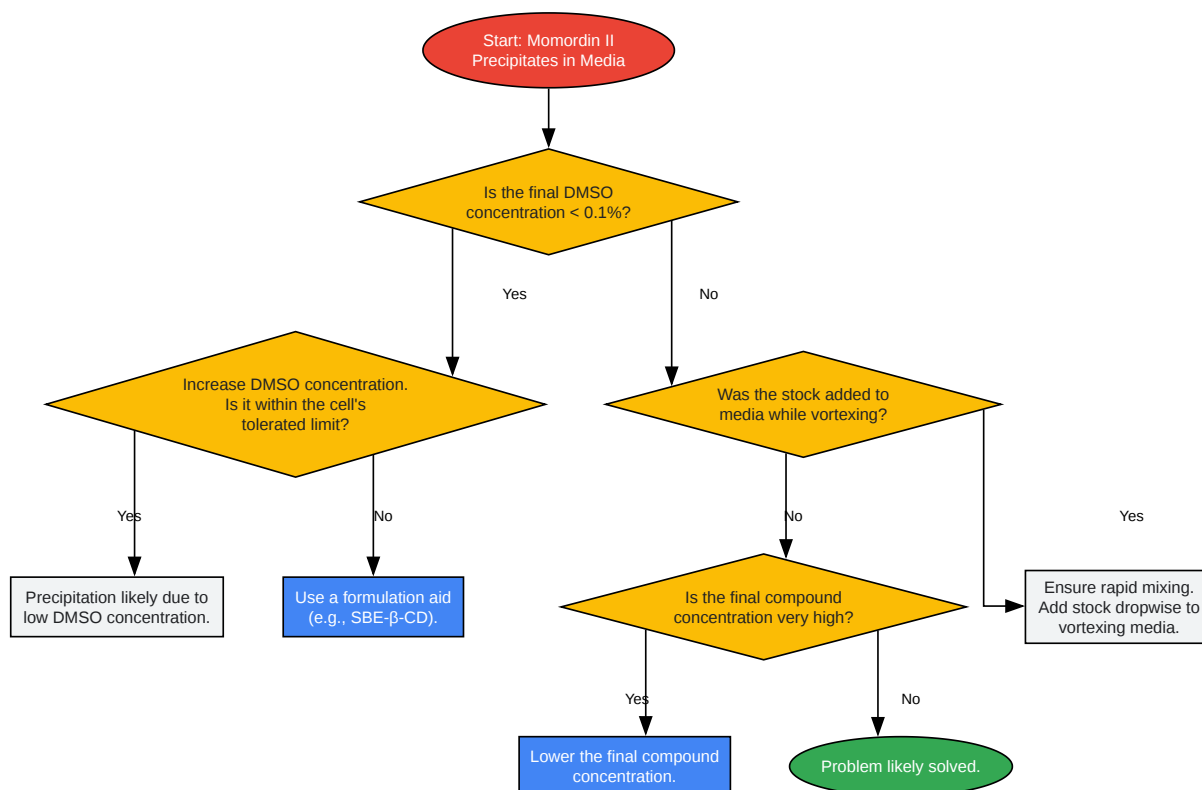 Start: Momordin II
Precipitates in Media
Is the final DMSO
concentration < 0.1%?
Yes
No
Increase DMSO concentration.
Is it within the cell's
tolerated limit?
Was the stock added to
media while vortexing?
Yes
No
No
Yes
Precipitation likely due to
low DMSO concentration.
Use a formulation aid
(e.g., SBE-β-CD).
Is the final compound
concentration very high?
Ensure rapid mixing.
Add stock dropwise to
vortexing media.
Yes
No
Lower the final compound
concentration.
Problem likely solved.